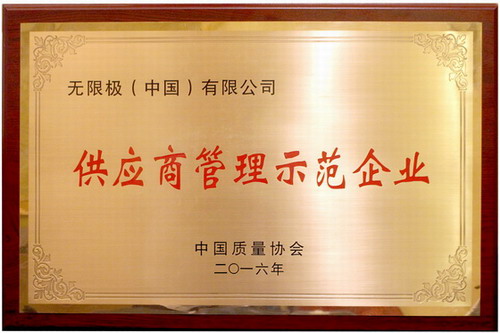 无限极（中国）有限公司
供应商管理示范企业
中国质量协会
二〇一六年